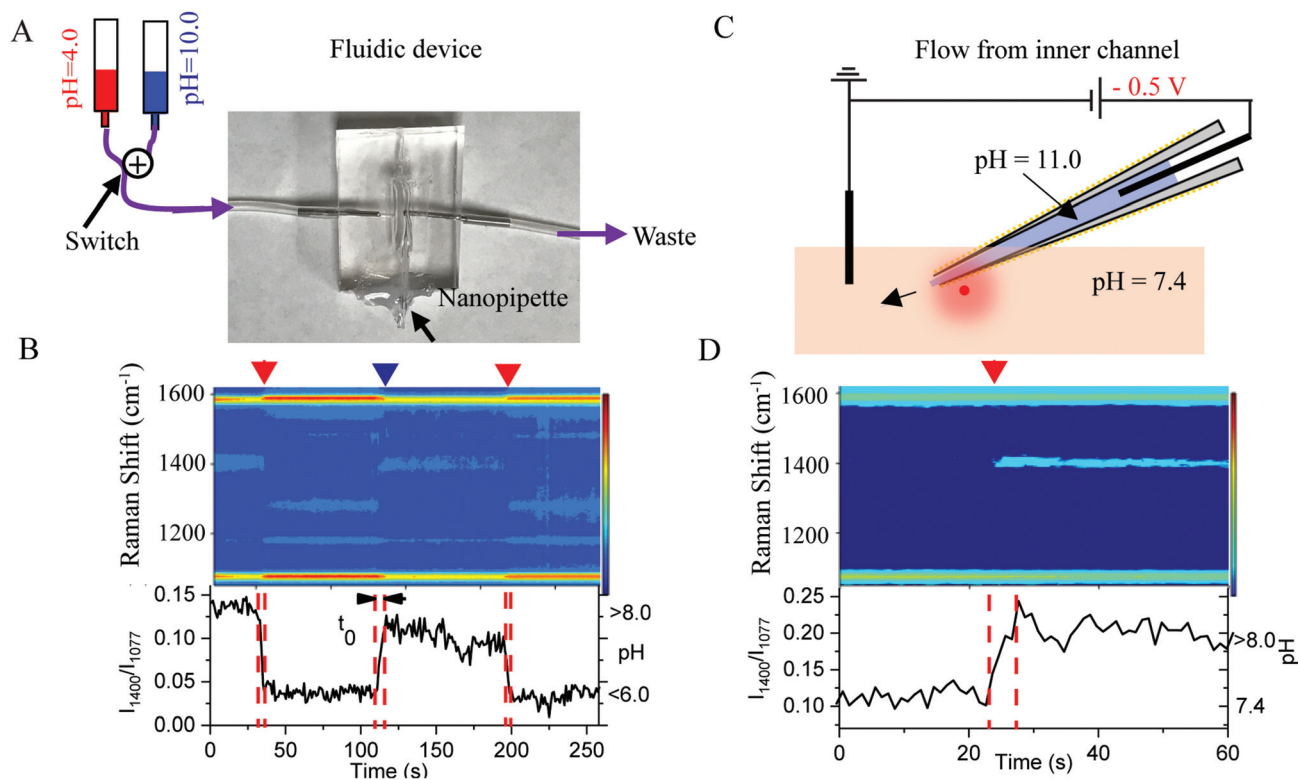 A
pH=4.0
pH=10.0
Fluidic device
Switch
Nanopipette
Waste
B
Raman Shift (cm⁻¹)
1600
1400
1200
I₁₄₀₀/I₁₀₇₇
0.15
0.10
0.05
0.00
t₀
>8.0
pH
<6.0
0 50 100 150 200 250
Time (s)
C
Flow from inner channel
- 0.5 V
pH = 11.0
pH = 7.4
D
Raman Shift (cm⁻¹)
1600
1400
1200
I₁₄₀₀/I₁₀₇₇
0.25
0.20
0.15
0.10
>8.0
pH
7.4
0 20 40 60
Time (s)